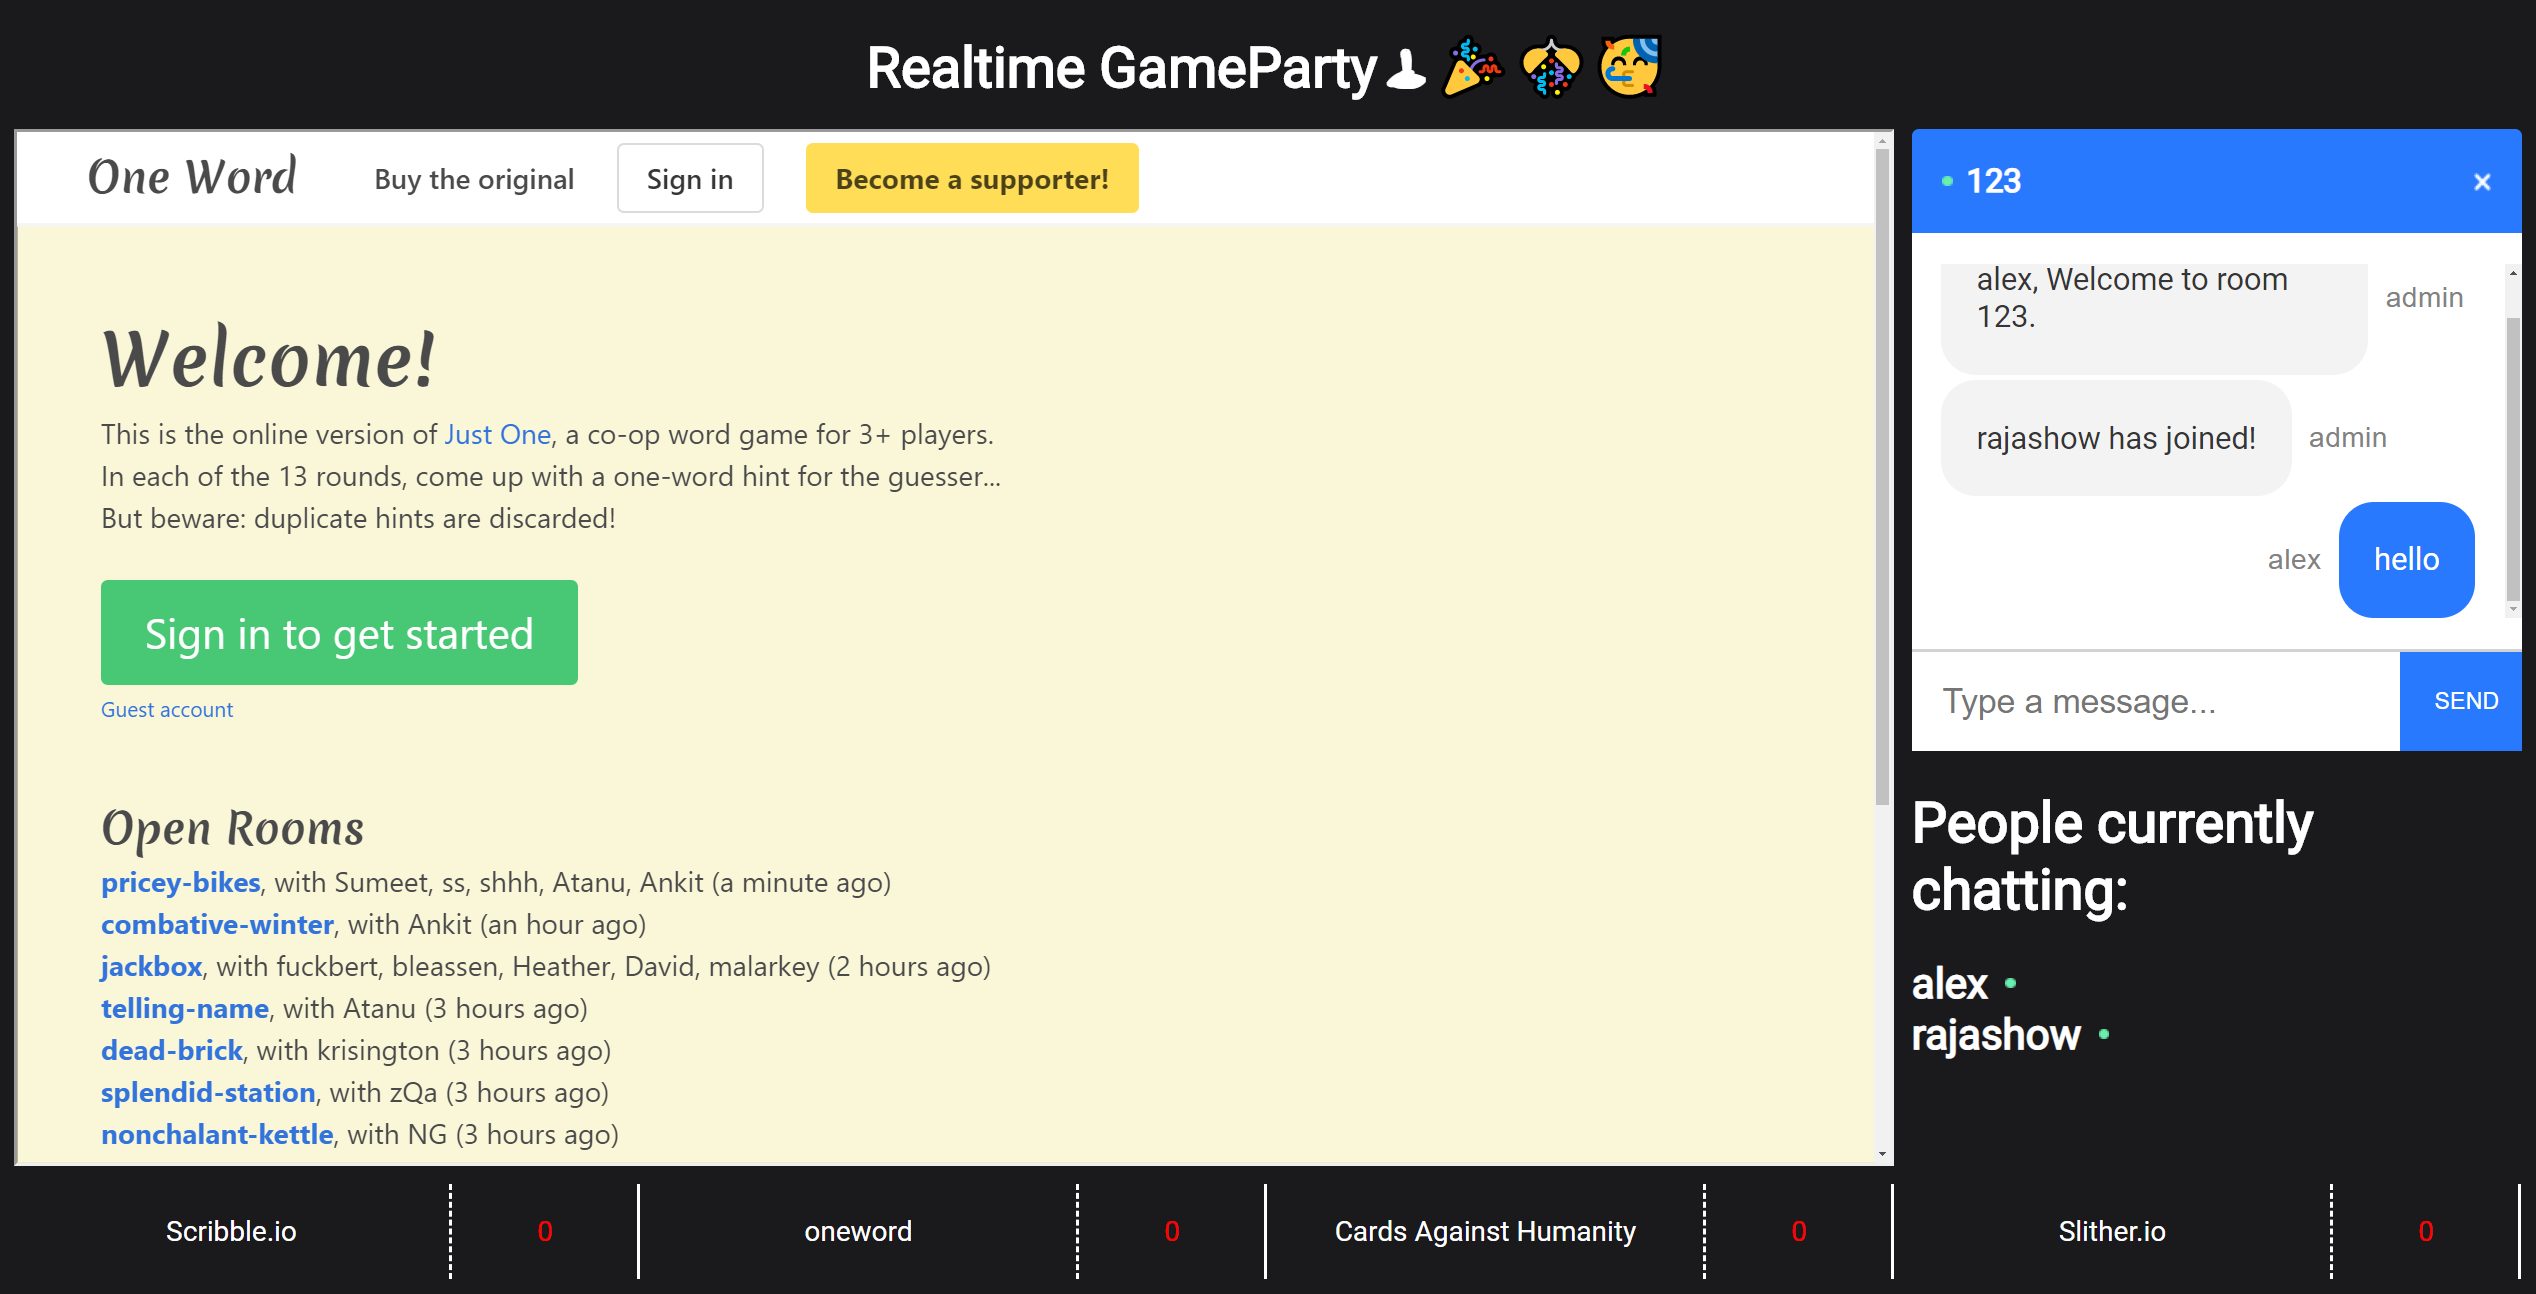 Realtime GameParty
One Word
Buy the original
Sign in
Become a supporter!
Welcome!
This is the online version of Just One, a co-op word game for 3+ players.
In each of the 13 rounds, come up with a one-word hint for the guesser...
But beware: duplicate hints are discarded!
Sign in to get started
Guest account
Open Rooms
pricey-bikes, with Sumeet, ss, shhh, Atanu, Ankit (a minute ago)
combative-winter, with Ankit (an hour ago)
jackbox, with fuckbert, bleassen, Heather, David, malarkey (2 hours ago)
telling-name, with Atanu (3 hours ago)
dead-brick, with krisington (3 hours ago)
splendid-station, with zQa (3 hours ago)
nonchalant-kettle, with NG (3 hours ago)
123
×
alex, Welcome to room
123.
admin
rajashow has joined!
admin
alex
hello
Type a message...
SEND
People currently
chatting:
alex
rajashow
Scribble.io
0
oneword
0
Cards Against Humanity
0
Slither.io
0